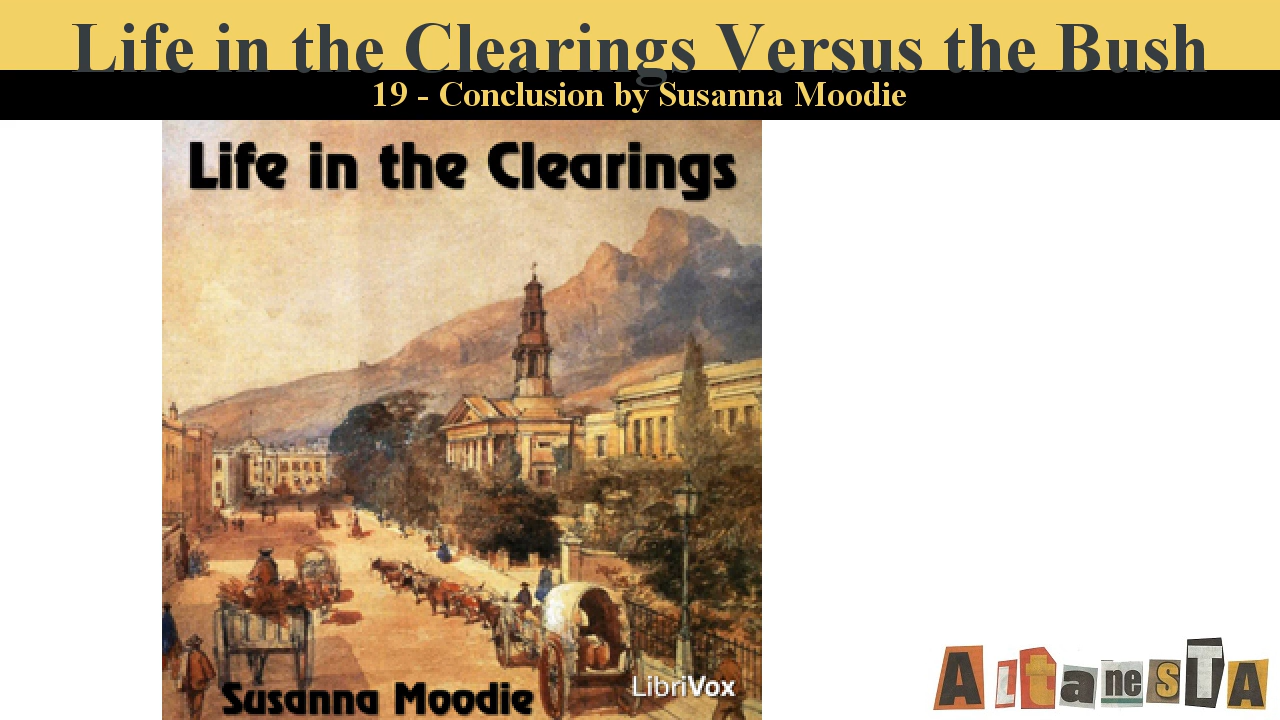 Life in the Clearings Versus the Bush
19 - Conclusion by Susanna Moodie
Life in the Clearings
Susanna Moodie
LibriVox
AltanesTA